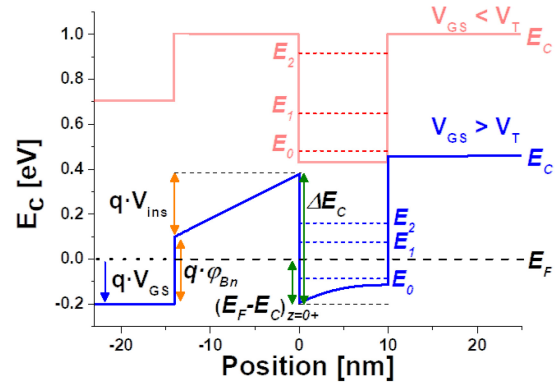 1.0
0.8
0.6
0.4
0.2
0.0
-0.2
E_C [eV]
V_GS < V_T
E_C
E_2
E_1
E_0
V_GS > V_T
E_C
q·V_ins
ΔE_C
E_2
E_1
q·V_GS
q·φ_Bn
E_F
E_0
(E_F-E_C)_z=0+
-20
-10
0
10
20
Position [nm]